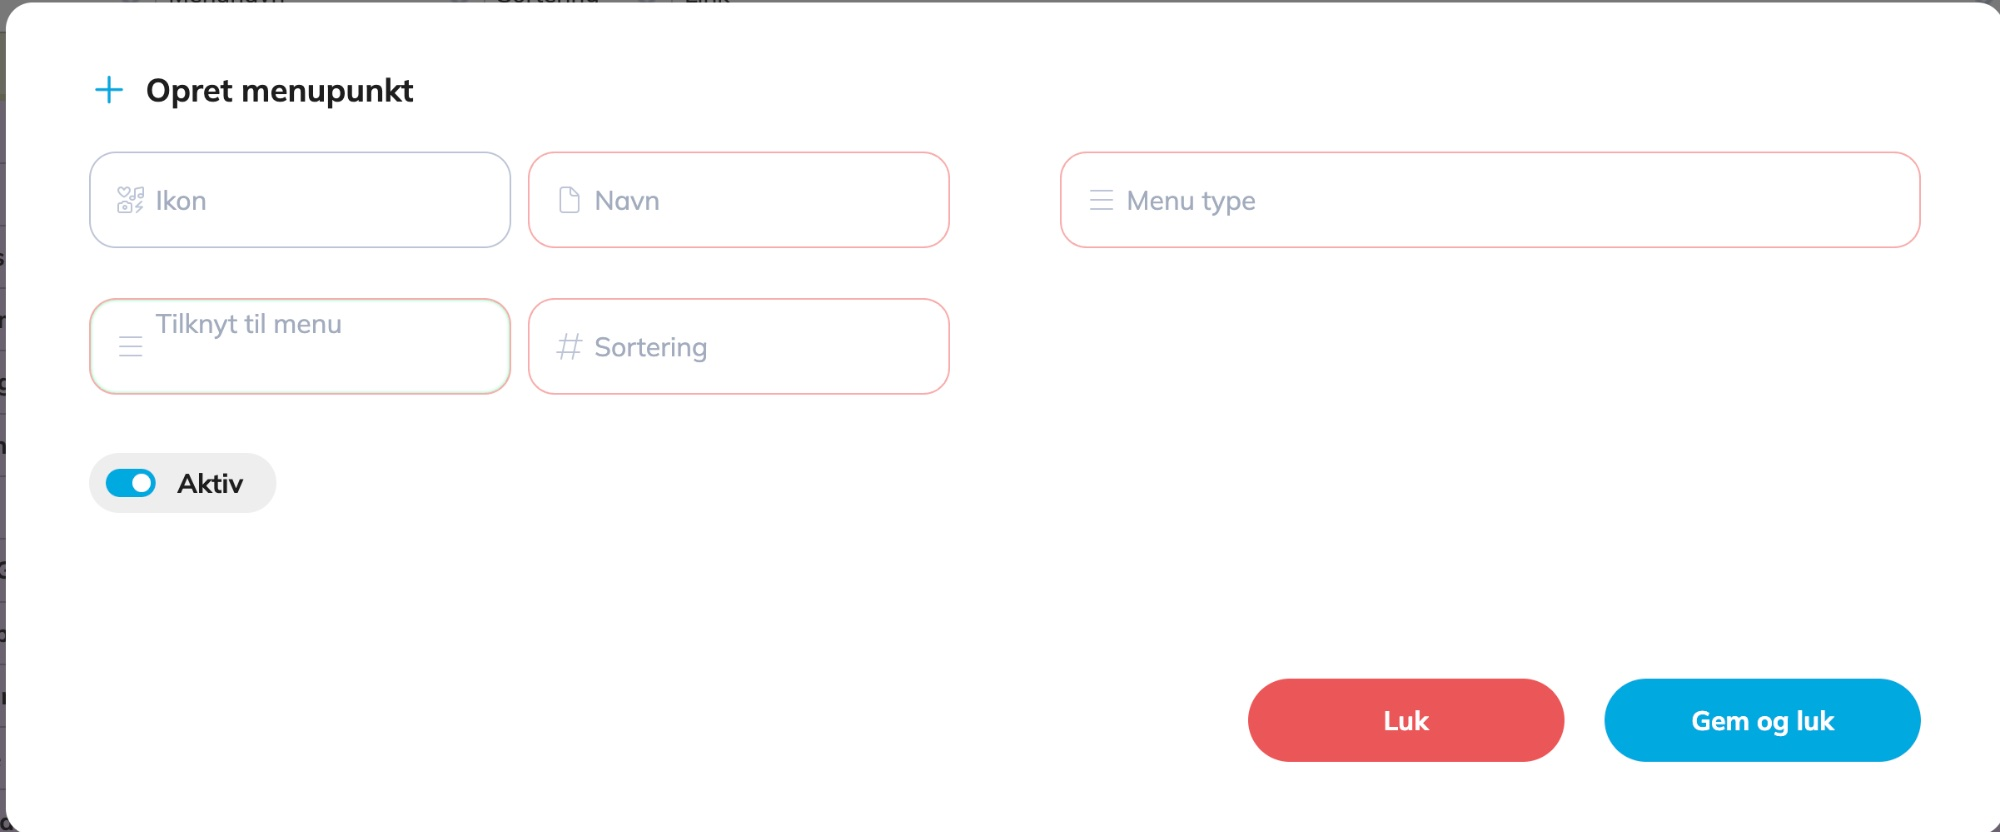 Opret menupunkt
Ikon
Navn
Menu type
Tilknyt til menu
Sortering
Aktiv
Luk
Gem og luk